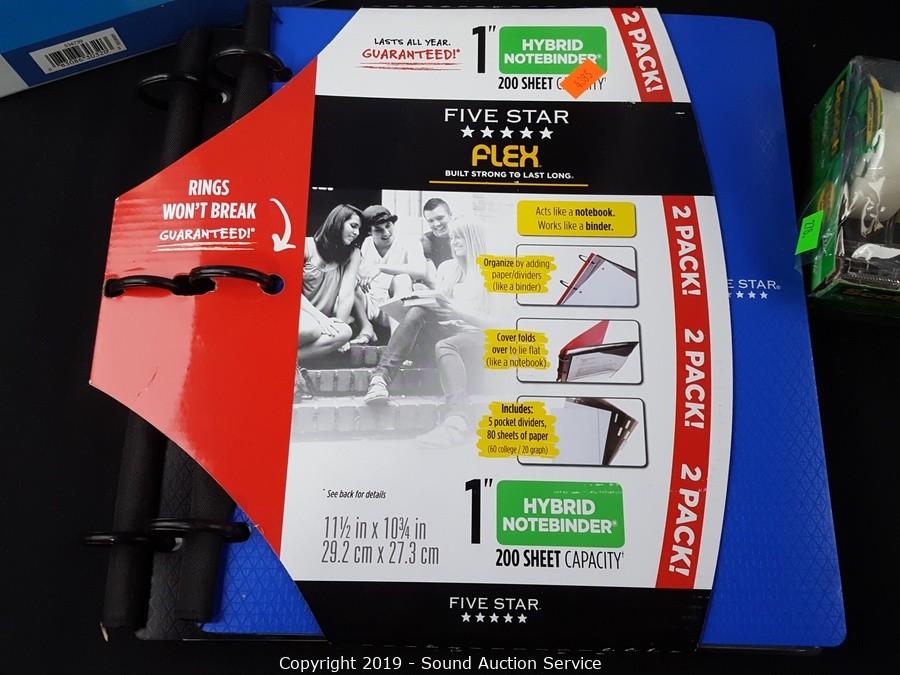 LASTS ALL YEAR.
GUARANTEED!*
1"
HYBRID
NOTEBINDER®
200 SHEET
2 PACK!
FIVE STAR
FLEX
BUILT STRONG TO LAST LONG.
RINGS
WON'T BREAK
GUARANTEED!*
Acts like a notebook.
Works like a binder.
Organize by adding
paper/dividers
(like a binder)
Cover folds
over to lie flat
(like a notebook)
Includes:
5 pocket dividers,
80 sheets of paper
(60 college / 20 graph)
2 PACK!
2 PACK!
2 PACK!
E STAR®
* See back for details
11½ in x 10¾ in
29.2 cm x 27.3 cm
1"
HYBRID
NOTEBINDER®
200 SHEET CAPACITY†
FIVE STAR
Copyright 2019 - Sound Auction Service